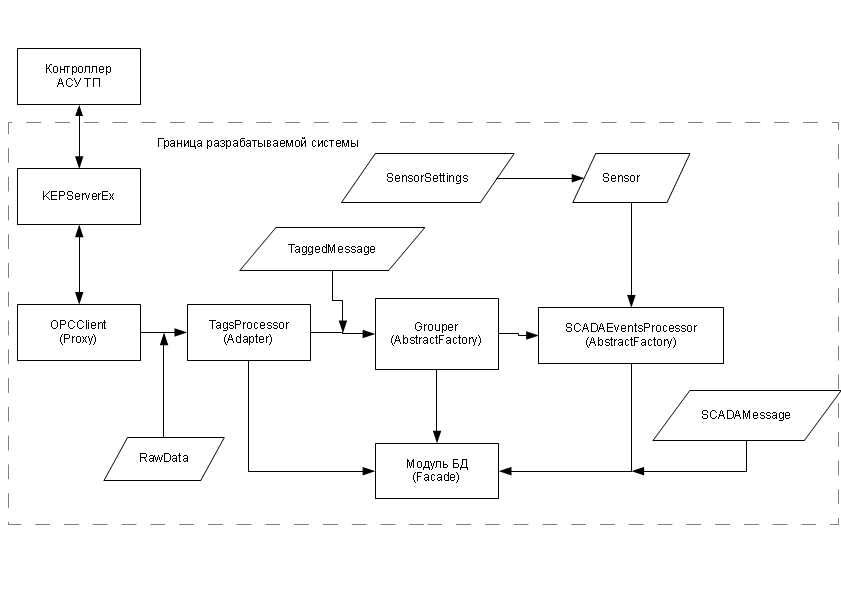 Контроллер
АСУ ТП
Граница разрабатываемой системы
KEPServerEx
SensorSettings
Sensor
TaggedMessage
OPCClient
(Proxy)
TagsProcessor
(Adapter)
Grouper
(AbstractFactory)
SCADAEventsProcessor
(AbstractFactory)
SCADAMessage
RawData
Модуль БД
(Facade)